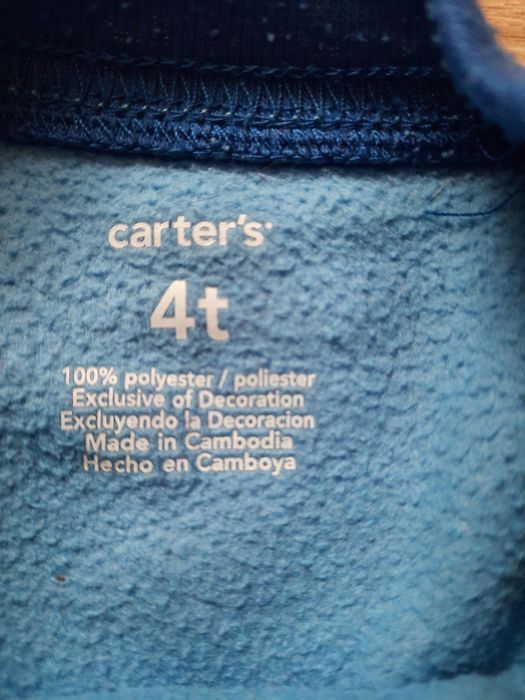 carter's
4t
100% polyester / poliester
Exclusive of Decoration
Excluyendo la Decoracion
Made in Cambodia
Hecho en Camboya